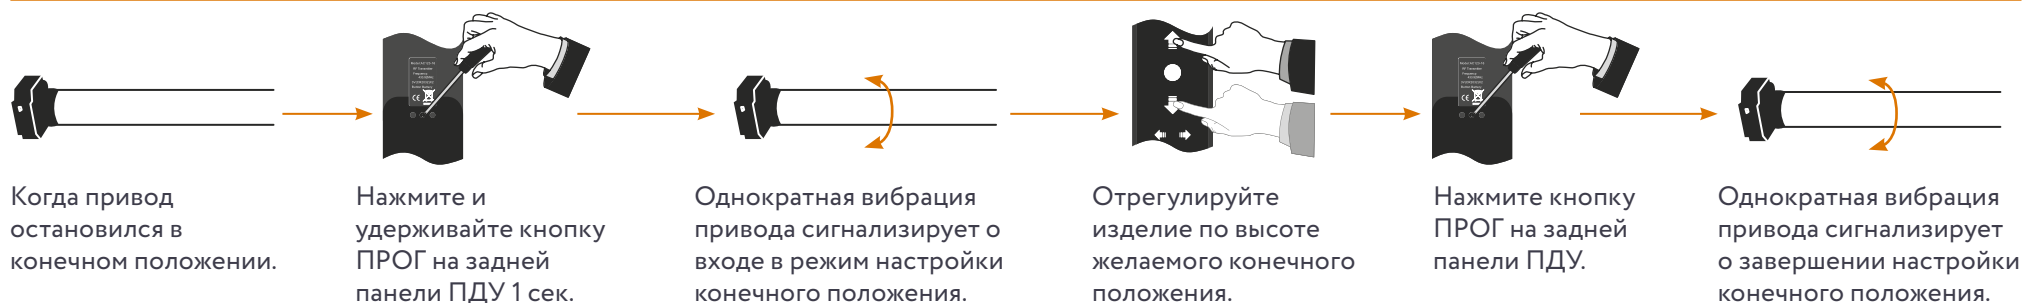 Когда привод
остановился в
конечном положении.
Нажмите и
удерживайте кнопку
ПРОГ на задней
панели ПДУ 1 сек.
Однократная вибрация
привода сигнализирует о
входе в режим настройки
конечного положения.
Отрегулируйте
изделие по высоте
желаемого конечного
положения.
Нажмите кнопку
ПРОГ на задней
панели ПДУ.
Однократная вибрация
привода сигнализирует
о завершении настройки
конечного положения.